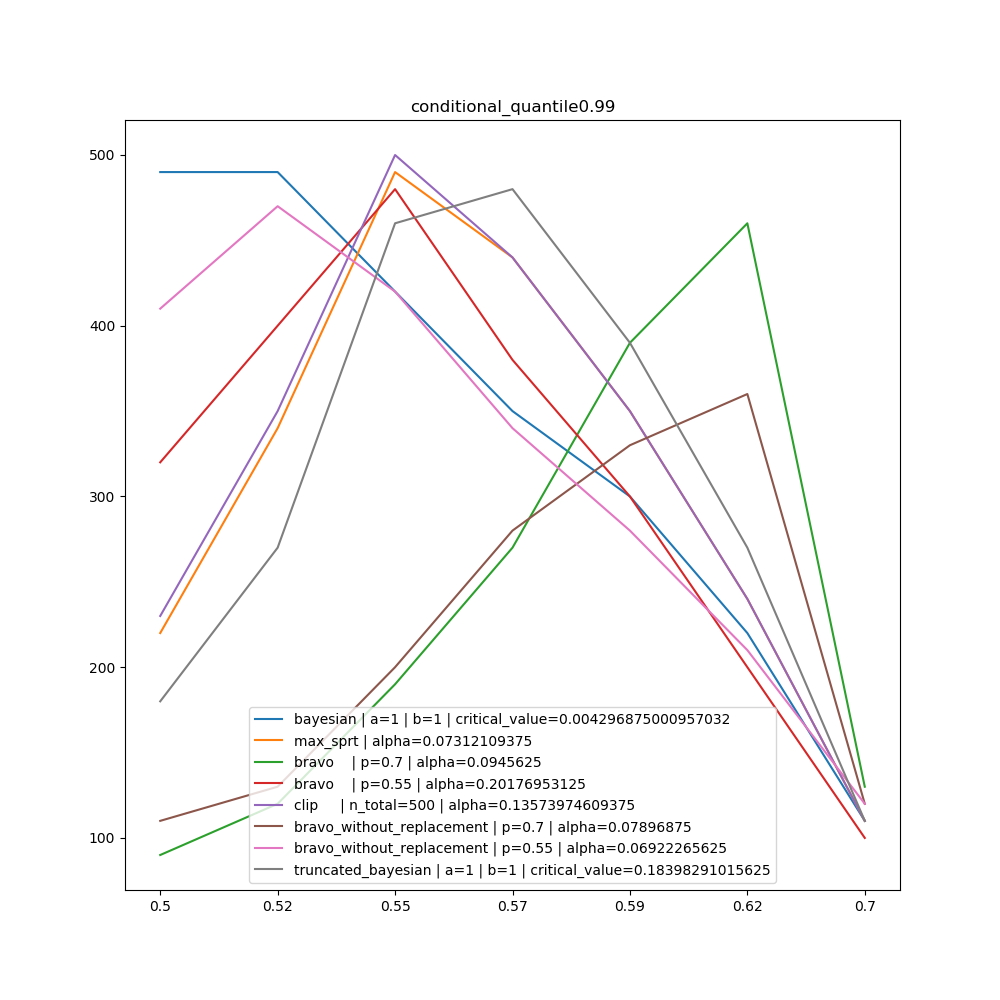 conditional_quantile0.99
500
400
300
200
100
bayesian | a=1 | b=1 | critical_value=0.004296875000957032
max_sprt | alpha=0.07312109375
bravo    | p=0.7 | alpha=0.0945625
bravo    | p=0.55 | alpha=0.20176953125
clip     | n_total=500 | alpha=0.13573974609375
bravo_without_replacement | p=0.7 | alpha=0.07896875
bravo_without_replacement | p=0.55 | alpha=0.06922265625
truncated_bayesian | a=1 | b=1 | critical_value=0.18398291015625
0.5 0.52 0.55 0.57 0.59 0.62 0.7